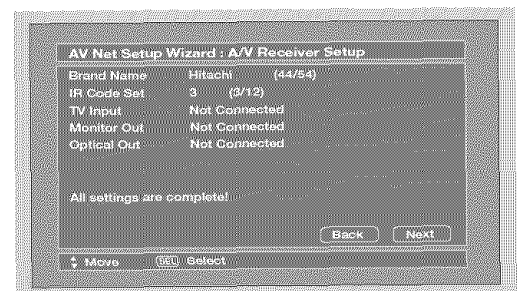 AV Net Setup Wizard : A/V Receiver Setup
Brand Name Hitachi (44/54)
IR Code Set 3 (3/12)
TV Input Not Connected
Monitor Out Not Connected
Optical Out Not Connected
All settings are complete!
Back Next
Move SEL Select